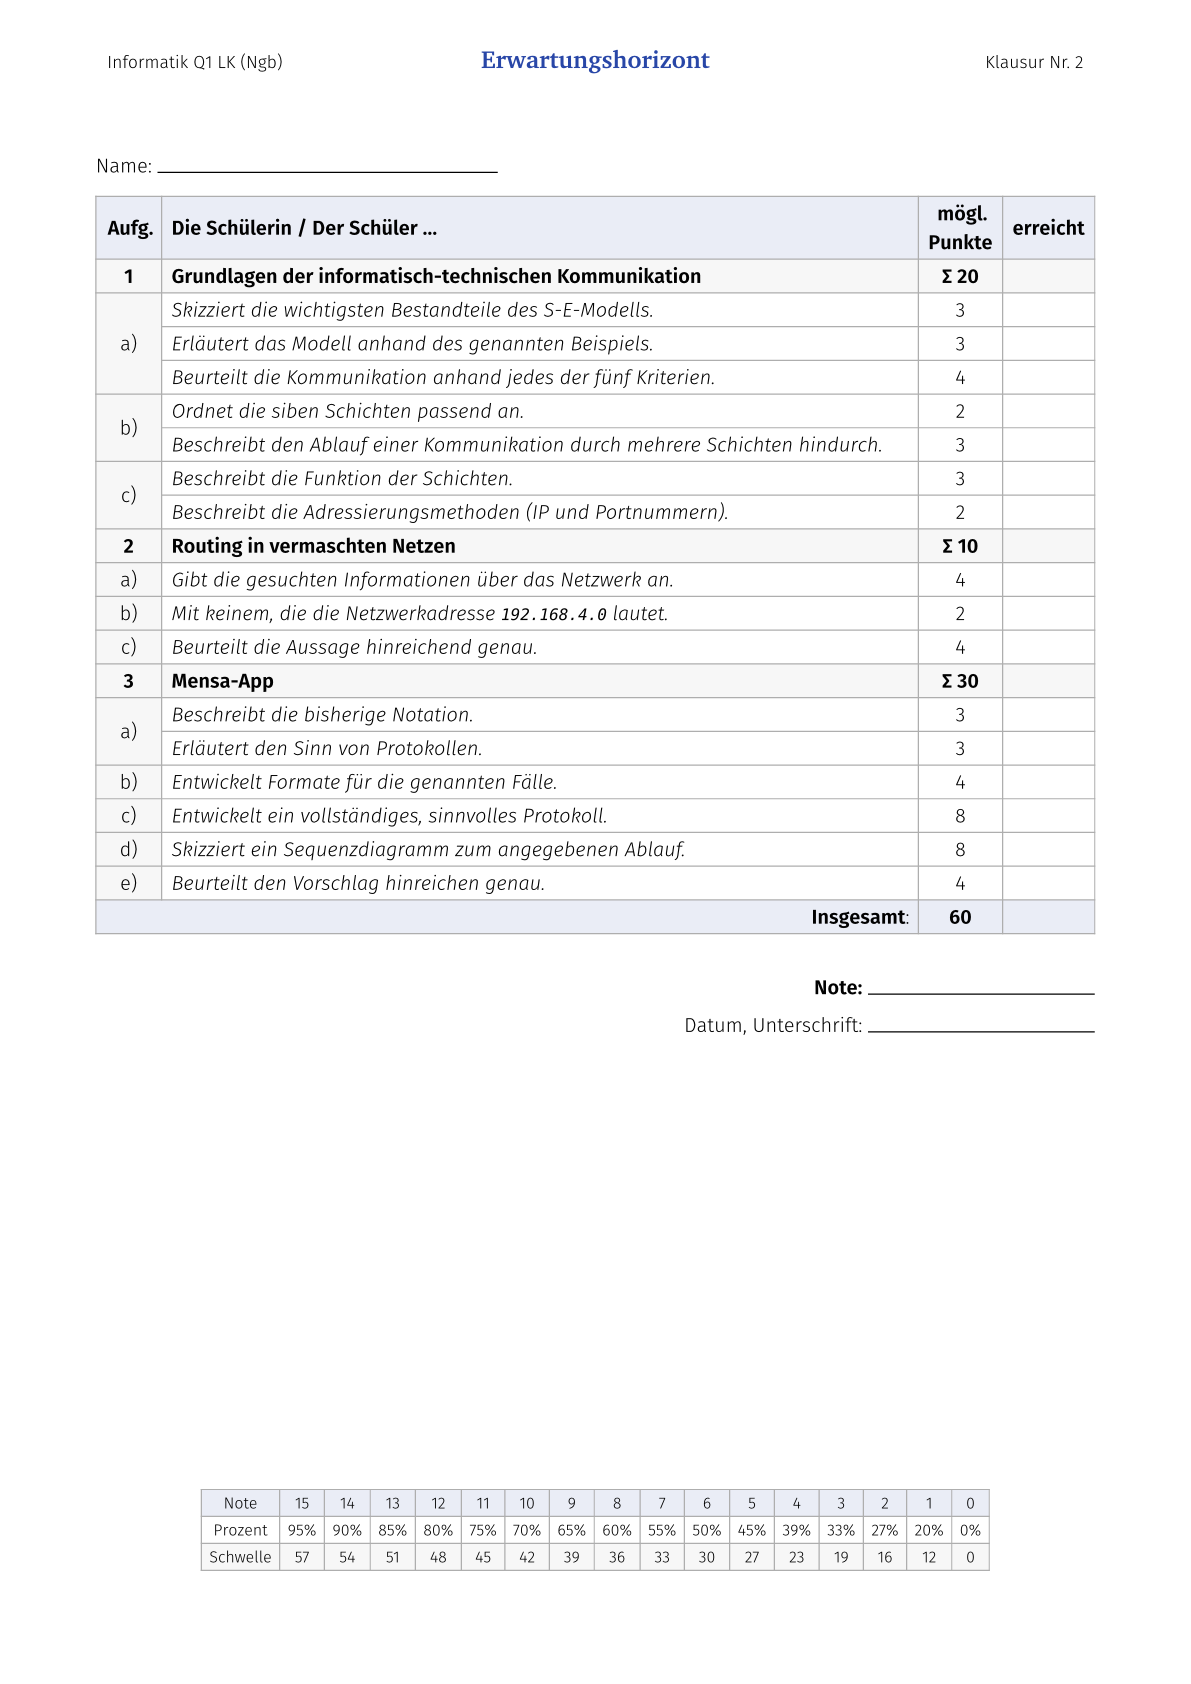 Informatik Q1 LK (Ngb) Erwartungshorizont Klausur Nr. 2
Name:
Aufg. Die Schülerin / Der Schüler ... mögl. Punkte erreicht
1 Grundlagen der informatisch-technischen Kommunikation Σ 20
a) Skizziert die wichtigsten Bestandteile des S-E-Modells. 3
Erläutert das Modell anhand des genannten Beispiels. 3
Beurteilt die Kommunikation anhand jedes der fünf Kriterien. 4
b) Ordnet die siben Schichten passend an. 2
Beschreibt den Ablauf einer Kommunikation durch mehrere Schichten hindurch. 3
c) Beschreibt die Funktion der Schichten. 3
Beschreibt die Adressierungsmethoden (IP und Portnummern). 2
2 Routing in vermaschten Netzen Σ 10
a) Gibt die gesuchten Informationen über das Netzwerk an. 4
b) Mit keinem, die die Netzwerkadresse 192.168.4.0 lautet. 2
c) Beurteilt die Aussage hinreichend genau. 4
3 Mensa-App Σ 30
a) Beschreibt die bisherige Notation. 3
Erläutert den Sinn von Protokollen. 3
b) Entwickelt Formate für die genannten Fälle. 4
c) Entwickelt ein vollständiges, sinnvolles Protokoll. 8
d) Skizziert ein Sequenzdiagramm zum angegebenen Ablauf. 8
e) Beurteilt den Vorschlag hinreichen genau. 4
Insgesamt: 60
Note:
Datum, Unterschrift:
Note 15 14 13 12 11 10 9 8 7 6 5 4 3 2 1 0
Prozent 95% 90% 85% 80% 75% 70% 65% 60% 55% 50% 45% 39% 33% 27% 20% 0%
Schwelle 57 54 51 48 45 42 39 36 33 30 27 23 19 16 12 0